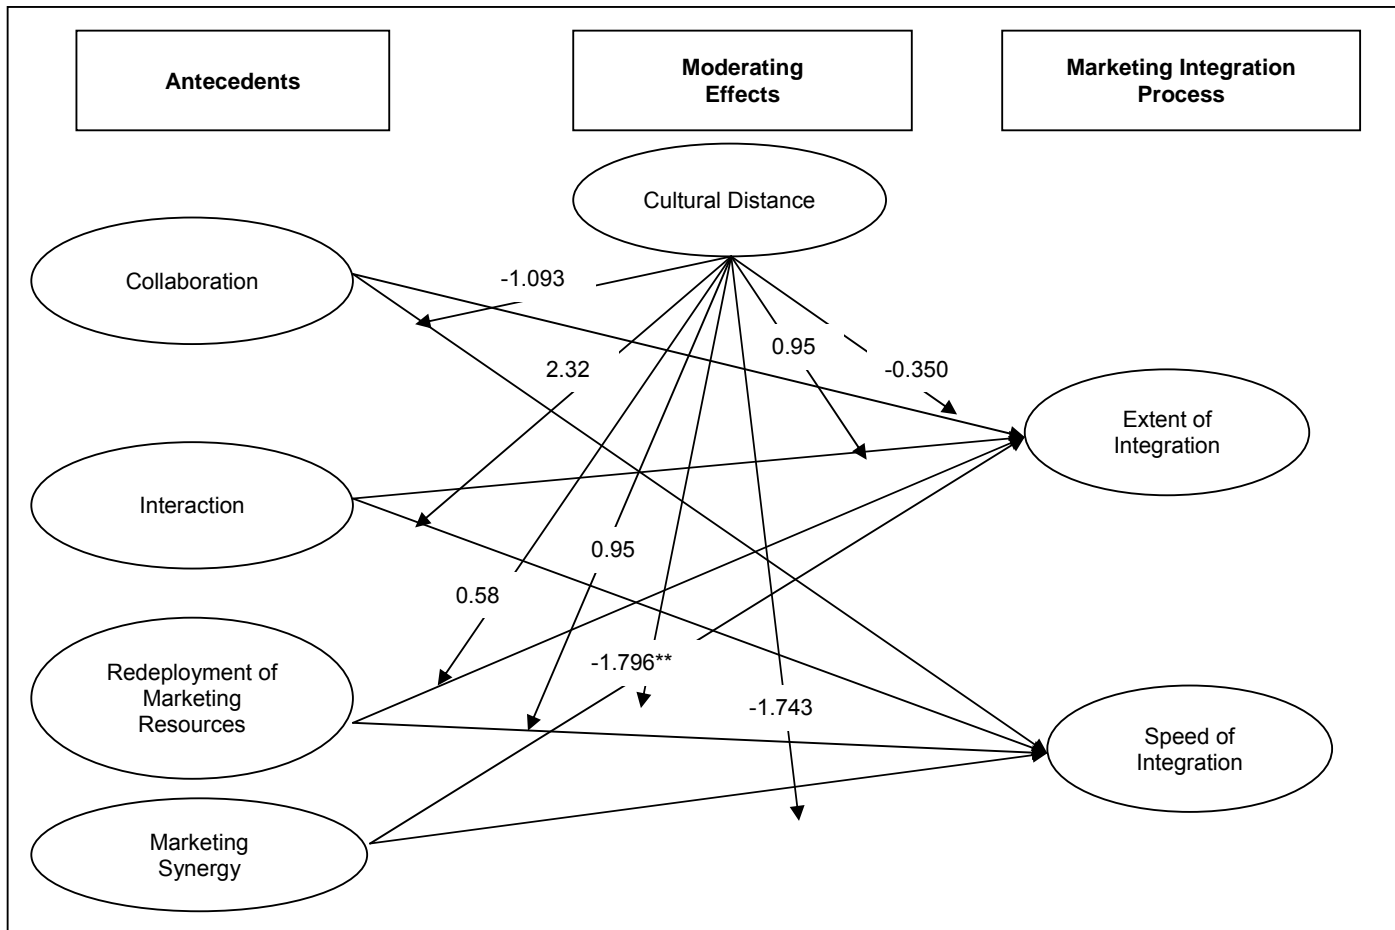 Antecedents
Moderating
Effects
Marketing Integration
Process
Cultural Distance
Collaboration
-1.093
2.32
0.95
-0.350
Extent of
Integration
Interaction
0.95
0.58
Redeployment of
Marketing
Resources
-1.796**
-1.743
Speed of
Integration
Marketing
Synergy